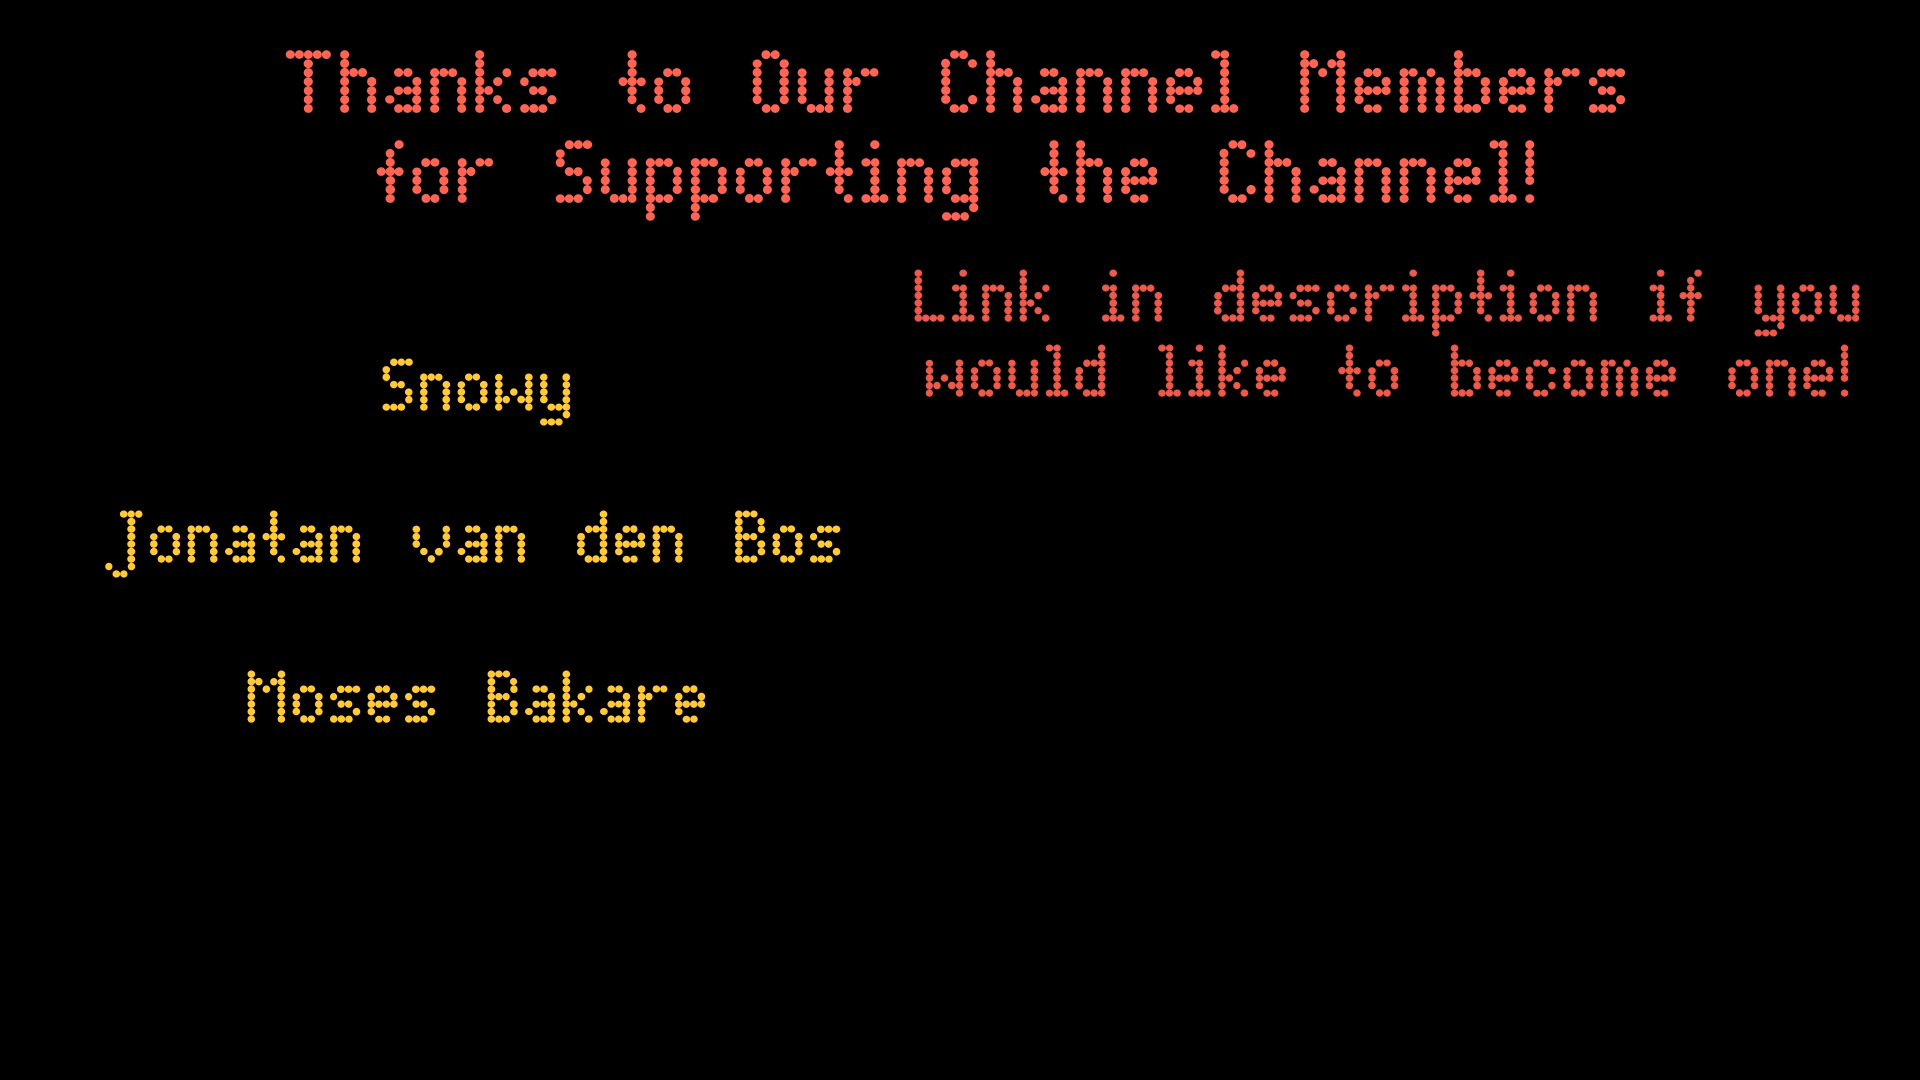 Thanks to Our Channel Members
for Supporting the Channel!
Link in description if you
would like to become one!
Snowy
Jonatan van den Bos
Moses Bakare